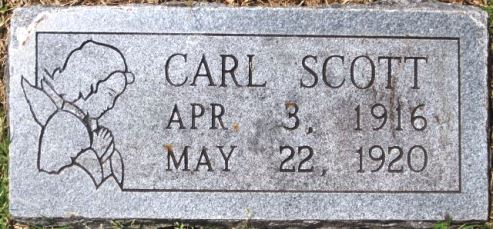 CARL SCOTT
APR. 3, 1916
MAY 22, 1920